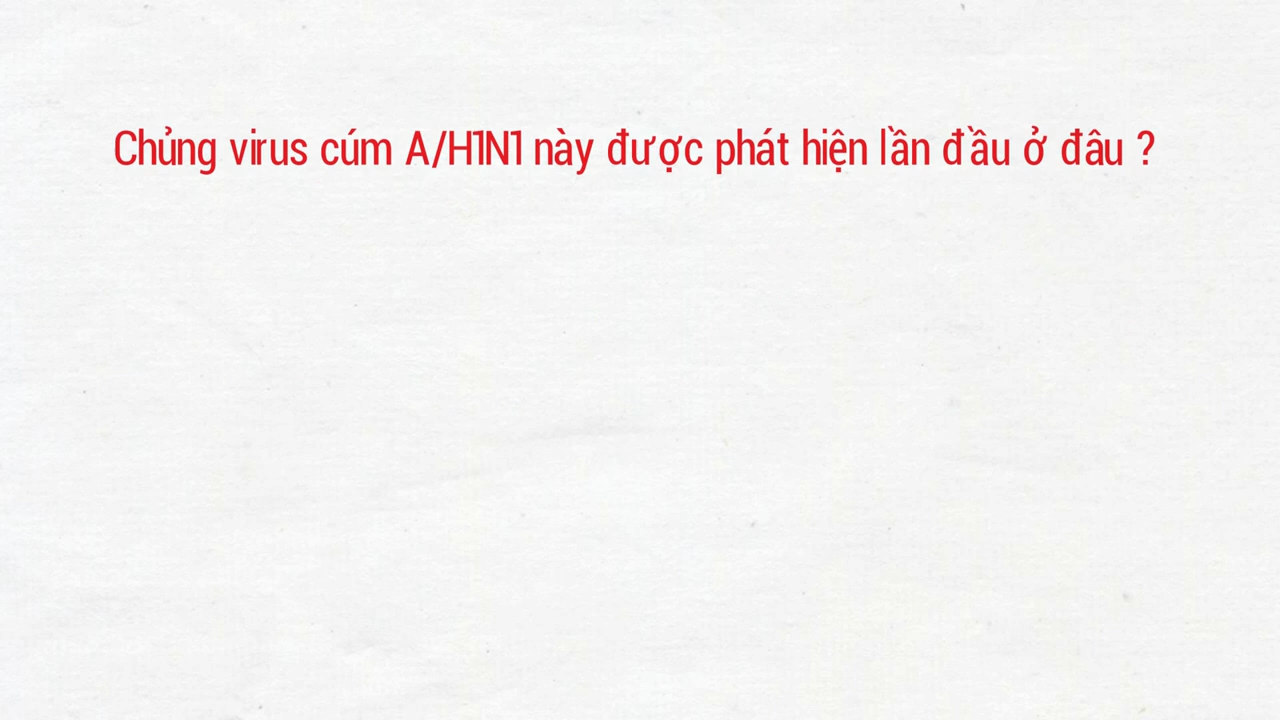 Chủng virus cúm A/H1N1 này được phát hiện lần đầu ở đâu ?